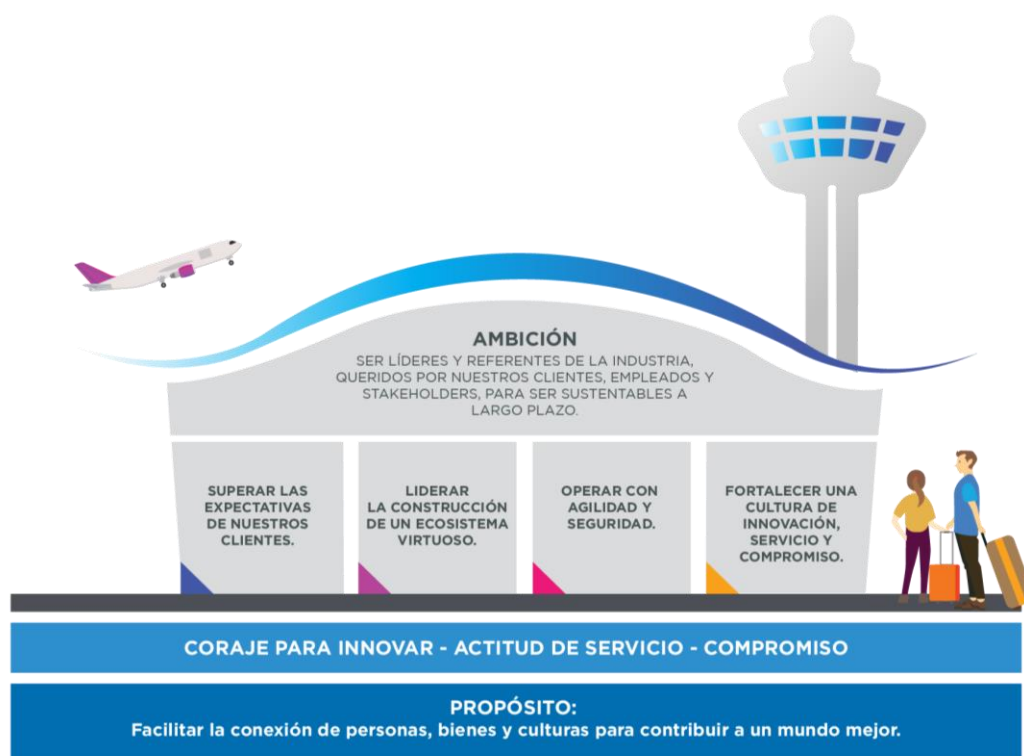 AMBICIÓN
SER LÍDERES Y REFERENTES DE LA INDUSTRIA,
QUERIDOS POR NUESTROS CLIENTES, EMPLEADOS Y
STAKEHOLDERS, PARA SER SUSTENTABLES A
LARGO PLAZO.
SUPERAR LAS
EXPECTATIVAS
DE NUESTROS
CLIENTES.
LIDERAR
LA CONSTRUCCIÓN
DE UN ECOSISTEMA
VIRTUOSO.
OPERAR CON
AGILIDAD Y
SEGURIDAD.
FORTALECER UNA
CULTURA DE
INNOVACIÓN,
SERVICIO Y
COMPROMISO.
CORAJE PARA INNOVAR - ACTITUD DE SERVICIO - COMPROMISO
PROPÓSITO:
Facilitar la conexión de personas, bienes y culturas para contribuir a un mundo mejor.